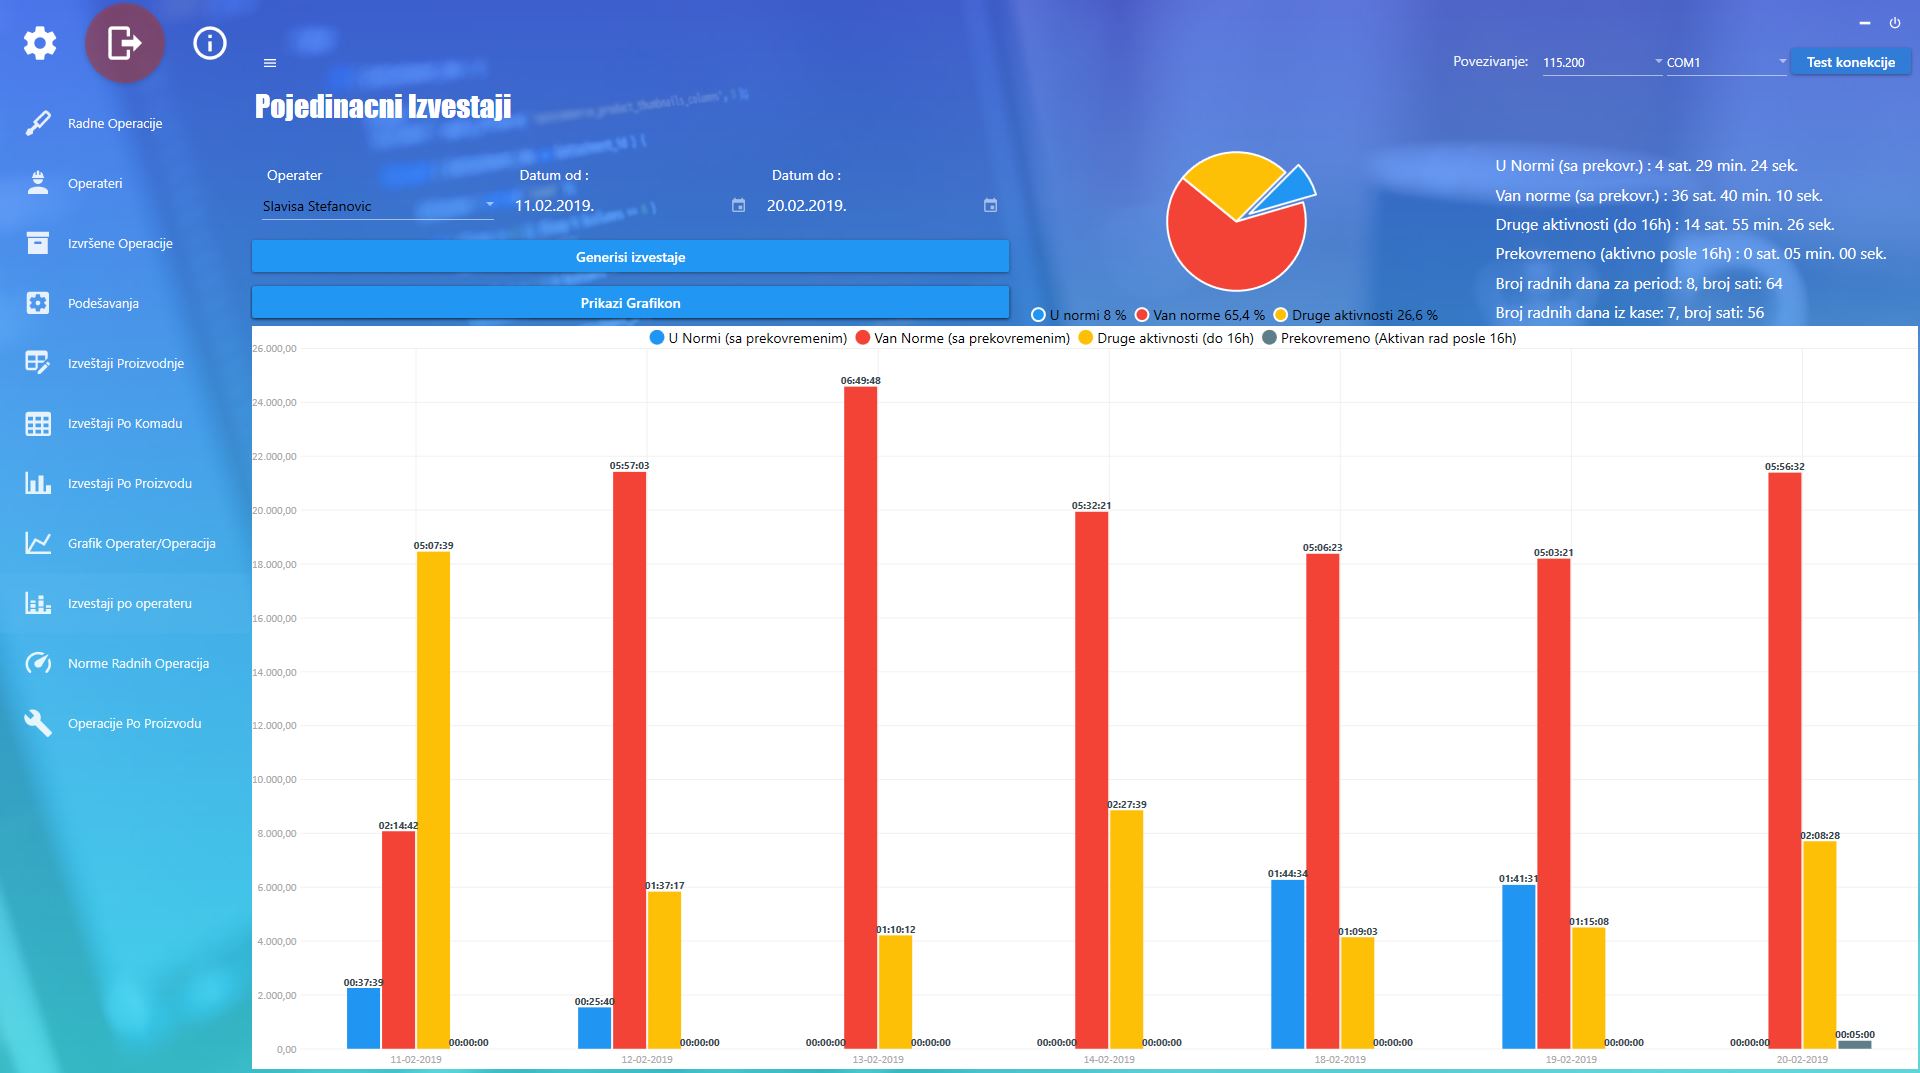 Povezivanje: 115.200 COM1 Test konekcije
Radne Operacije
Operateri
Izvršene Operacije
Podešavanja
Izveštaji Proizvodnje
Izveštaji Po Komadu
Izvestaji Po Proizvodu
Grafik Operater/Operacija
Izvestaji po operateru
Norme Radnih Operacija
Operacije Po Proizvodu
Pojedinacni Izvestaji
Operater Datum od : Datum do :
Slavisa Stefanovic 11.02.2019. 20.02.2019.
Generisi izvestaje
Prikazi Grafikon
U normi 8 % Van norme 65,4 % Druge aktivnosti 26,6 %
U Normi (sa prekovr.) : 4 sat. 29 min. 24 sek.
Van norme (sa prekovr.) : 36 sat. 40 min. 10 sek.
Druge aktivnosti (do 16h) : 14 sat. 55 min. 26 sek.
Prekovremeno (aktivno posle 16h) : 0 sat. 05 min. 00 sek.
Broj radnih dana za period: 8, broj sati: 64
Broj radnih dana iz kase: 7, broj sati: 56
U Normi (sa prekovremenim) Van Norme (sa prekovremenim) Druge aktivnosti (do 16h) Prekovremeno (Aktivan rad posle 16h)
26.000,00
24.000,00
22.000,00
20.000,00
18.000,00
16.000,00
14.000,00
12.000,00
10.000,00
8.000,00
6.000,00
4.000,00
2.000,00
0,00
00:37:39 02:14:42 05:07:39 00:00:00
00:25:40 05:57:03 01:37:17 00:00:00
00:00:00 06:49:48 01:10:12 00:00:00
00:00:00 05:32:21 02:27:39 00:00:00
01:44:34 05:06:23 01:09:03 00:00:00
01:41:31 05:03:21 01:15:08 00:00:00
00:00:00 05:56:32 02:08:28 00:05:00
11-02-2019 12-02-2019 13-02-2019 14-02-2019 18-02-2019 19-02-2019 20-02-2019